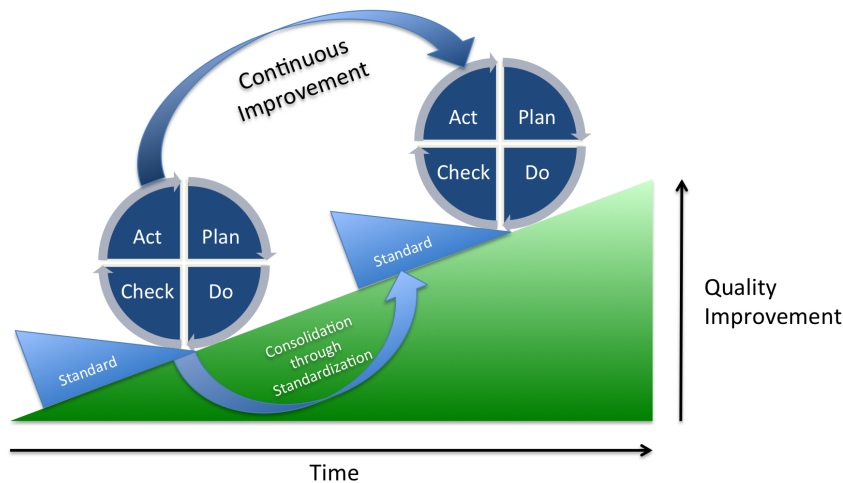 Continuous
Improvement
Act
Plan
Check
Do
Act
Plan
Check
Do
Standard
Standard
Consolidation
through
Standardization
Quality
Improvement
Time